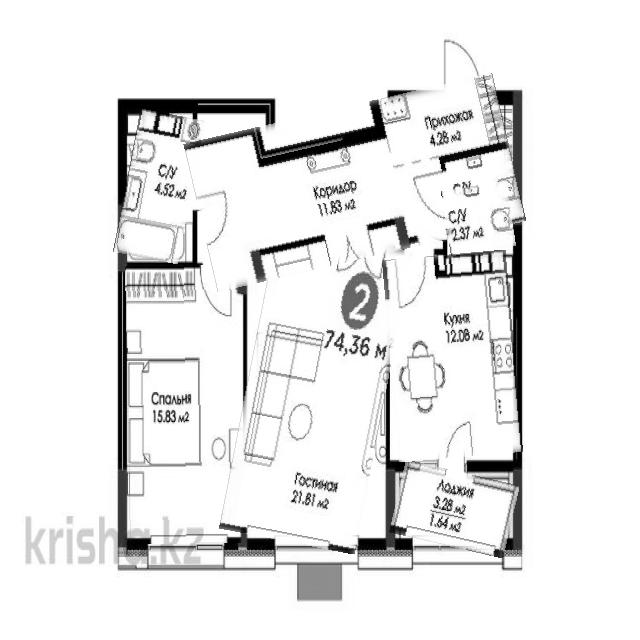 Прихожая
4.28 м2
С/У
4.52 м2
Коридор
11.83 м2
С/У
С/У
2.37 м2
2
74,36 м
Кухня
12.08 м2
Спальня
15.83 м2
Гостиная
21.81 м2
Лоджия
3.28 м2
1.64 м2
krisha.kz